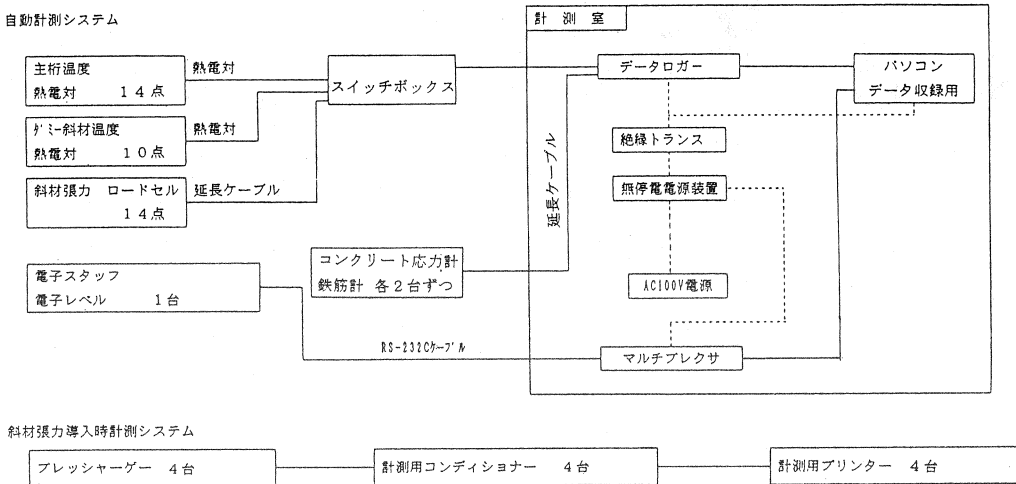 自動計測システム
計 測 室
主桁温度
熱電対 14点
熱電対
スイッチボックス
データロガー
パソコン
データ収録用
ダミー斜材温度
熱電対 10点
熱電対
絶縁トランス
斜材張力 ロードセル
14点
延長ケーブル
無停電電源装置
延長ケーブル
コンクリート応力計
鉄筋計 各2台ずつ
電子スタッフ
電子レベル 1台
AC100V電源
RS-232Cケーブル
マルチプレクサ
斜材張力導入時計測システム
プレッシャーゲー 4台
計測用コンディショナー 4台
計測用プリンター 4台